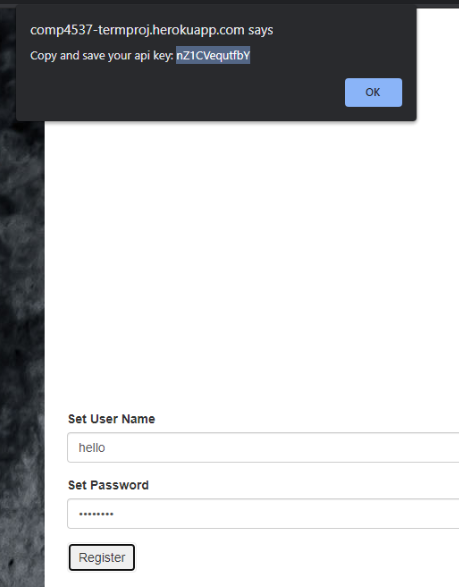 comp4537-termproj.herokuapp.com says
Copy and save your api key: nZ1CVequtfbY
OK
Set User Name
hello
Set Password
••••••••
Register